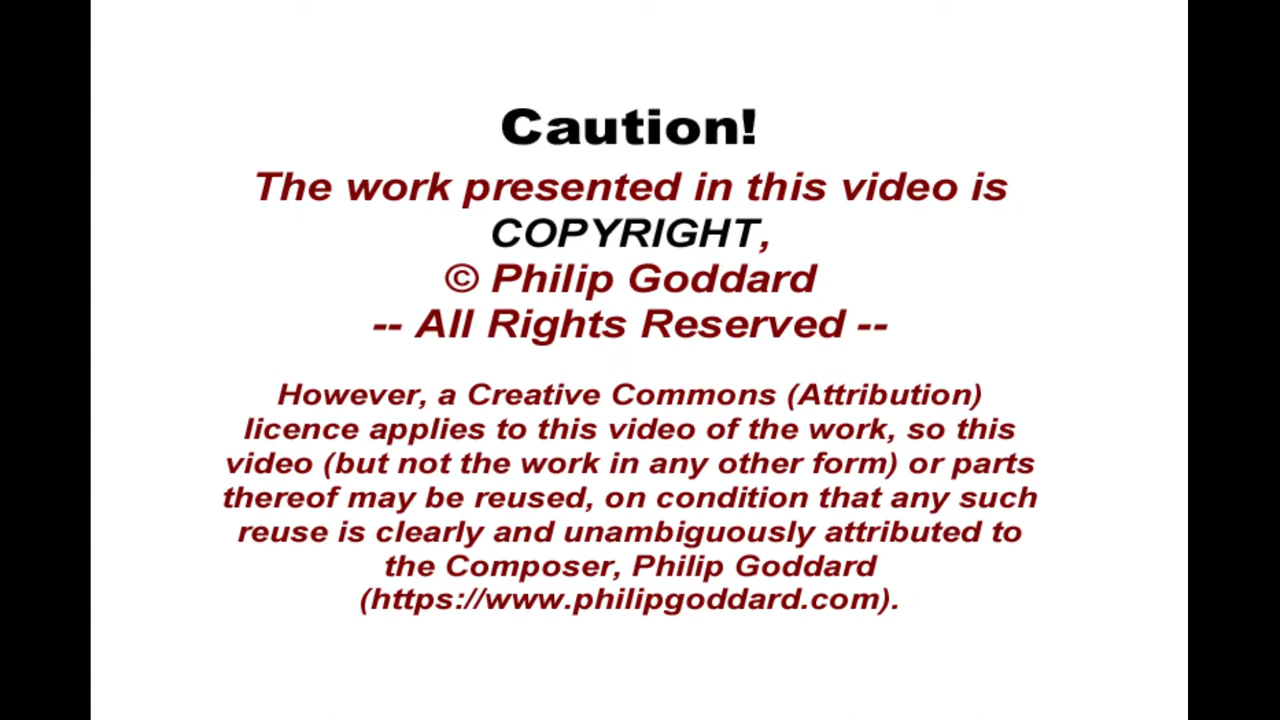 Caution!
The work presented in this video is
COPYRIGHT,
© Philip Goddard
-- All Rights Reserved --
However, a Creative Commons (Attribution)
licence applies to this video of the work, so this
video (but not the work in any other form) or parts
thereof may be reused, on condition that any such
reuse is clearly and unambiguously attributed to
the Composer, Philip Goddard
(https://www.philipgoddard.com).